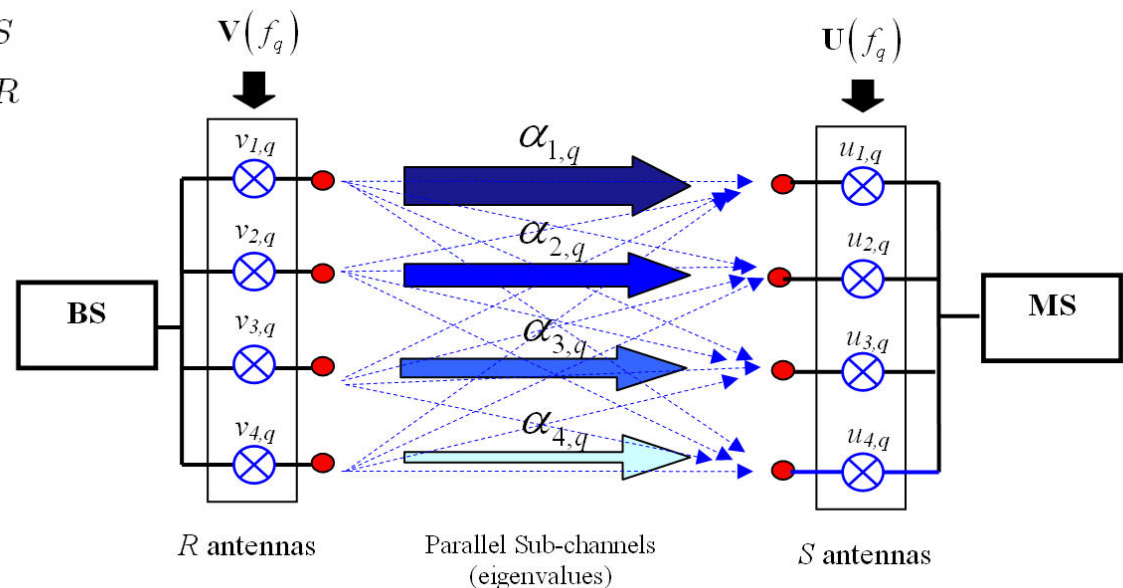 S
R
V(f_q)
U(f_q)
v_{1,q}
v_{2,q}
v_{3,q}
v_{4,q}
BS
α_{1,q}
α_{2,q}
α_{3,q}
α_{4,q}
u_{1,q}
u_{2,q}
u_{3,q}
u_{4,q}
MS
R antennas
Parallel Sub-channels
(eigenvalues)
S antennas